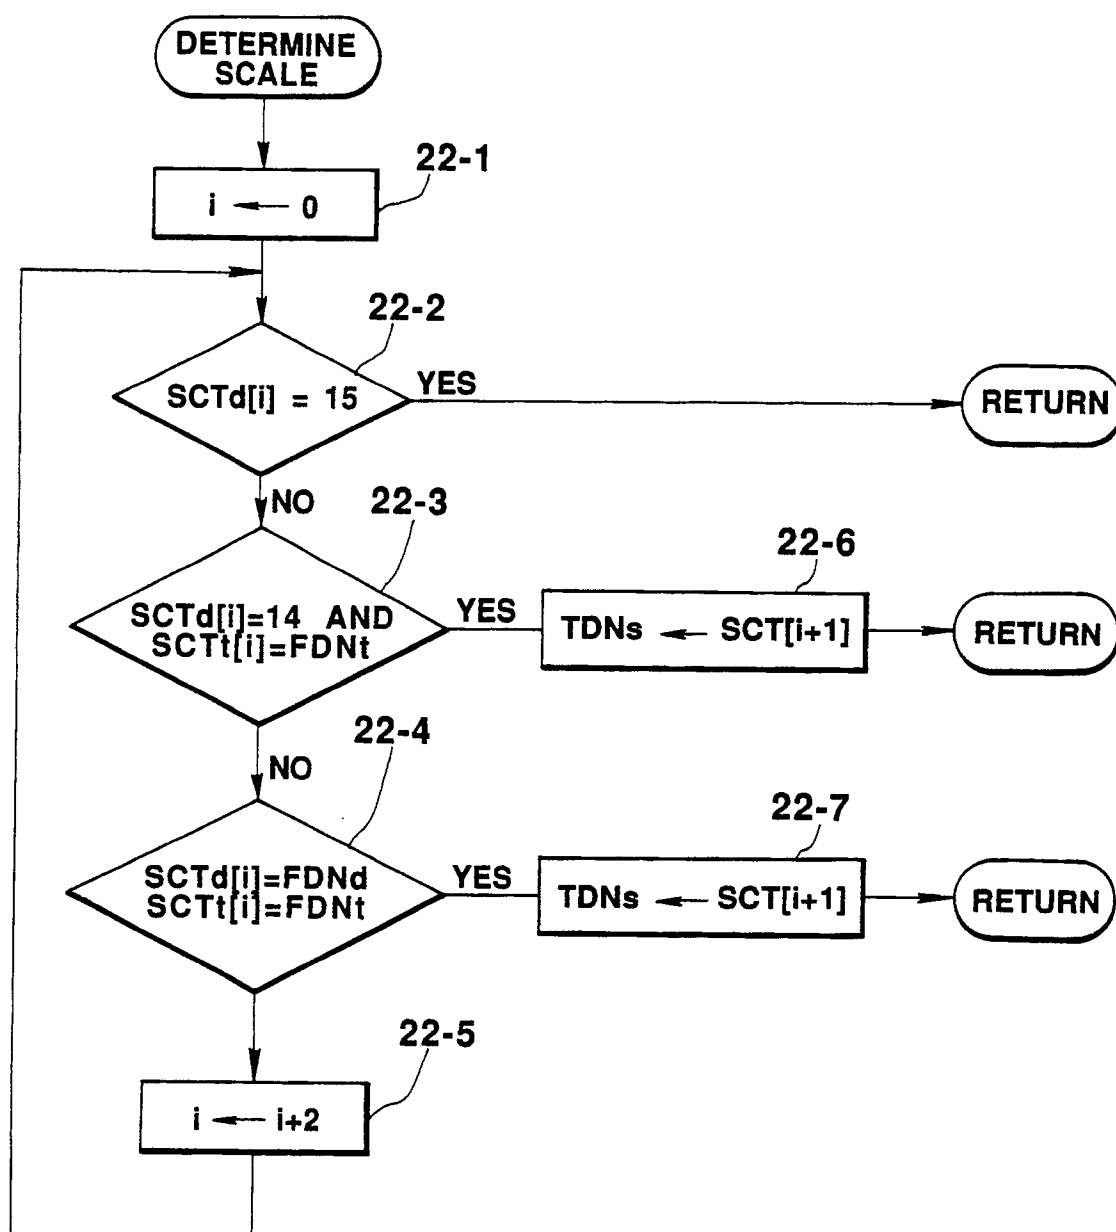 DETERMINE
SCALE
22-1
i ← 0
22-2
SCTd[i] = 15
YES
RETURN
NO
22-3
SCTd[i]=14 AND
SCTt[i]=FDNt
YES
22-6
TDNs ← SCT[i+1]
RETURN
NO
22-4
SCTd[i]=FDNd
SCTt[i]=FDNt
YES
22-7
TDNs ← SCT[i+1]
RETURN
22-5
i ← i+2